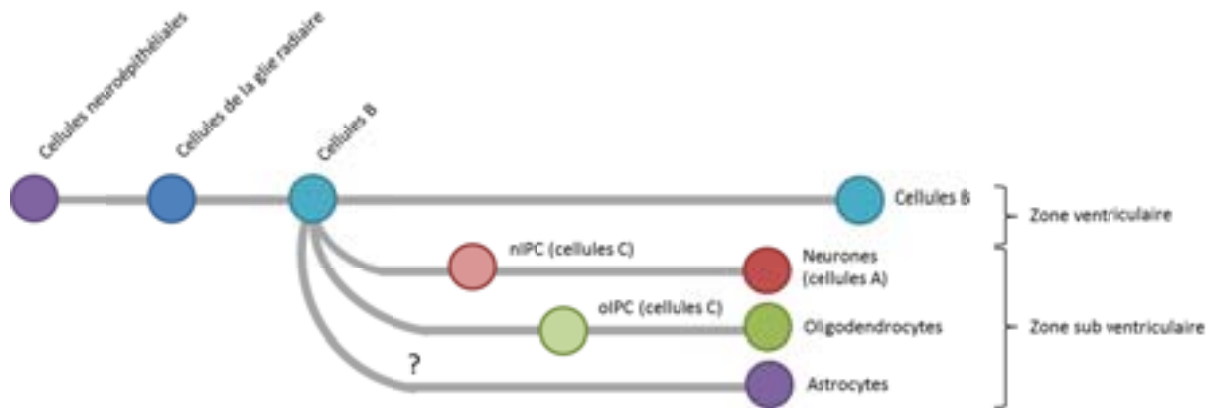 Cellules neuroépithéliales
Cellules de la glie radiaire
Cellules B
Cellules B
Zone ventriculaire
nIPC (cellules C)
Neurones
(cellules A)
oIPC (cellules C)
Oligodendrocytes
Zone sub ventriculaire
?
Astrocytes